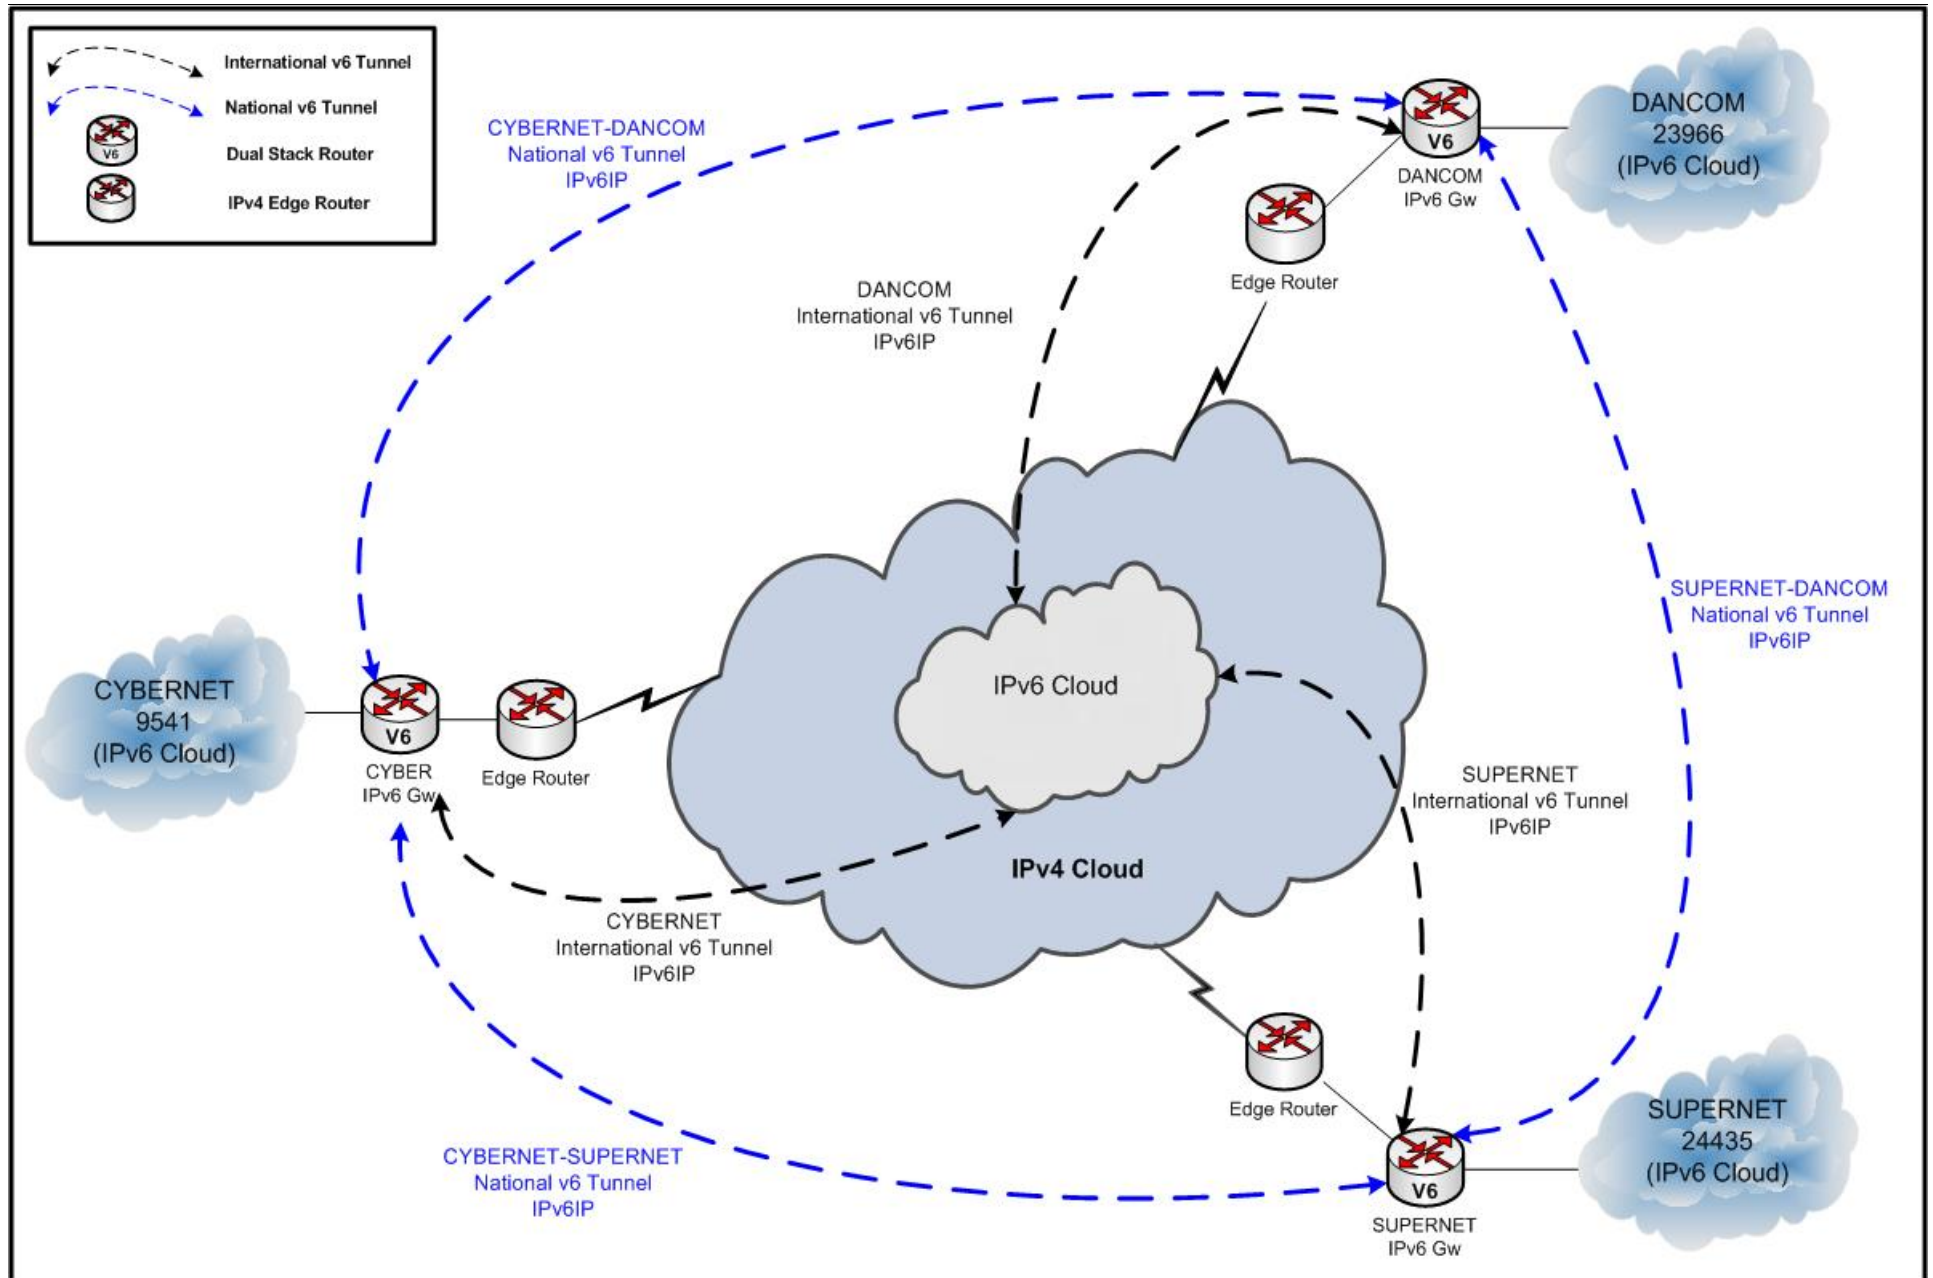 International v6 Tunnel
National v6 Tunnel
V6
Dual Stack Router
IPv4 Edge Router
CYBERNET-DANCOM
National v6 Tunnel
IPv6IP
V6
DANCOM
IPv6 Gw
DANCOM
23966
(IPv6 Cloud)
Edge Router
DANCOM
International v6 Tunnel
IPv6IP
SUPERNET-DANCOM
National v6 Tunnel
IPv6IP
IPv6 Cloud
CYBERNET
9541
(IPv6 Cloud)
V6
CYBER
IPv6 Gw
Edge Router
SUPERNET
International v6 Tunnel
IPv6IP
IPv4 Cloud
CYBERNET
International v6 Tunnel
IPv6IP
Edge Router
CYBERNET-SUPERNET
National v6 Tunnel
IPv6IP
V6
SUPERNET
IPv6 Gw
SUPERNET
24435
(IPv6 Cloud)